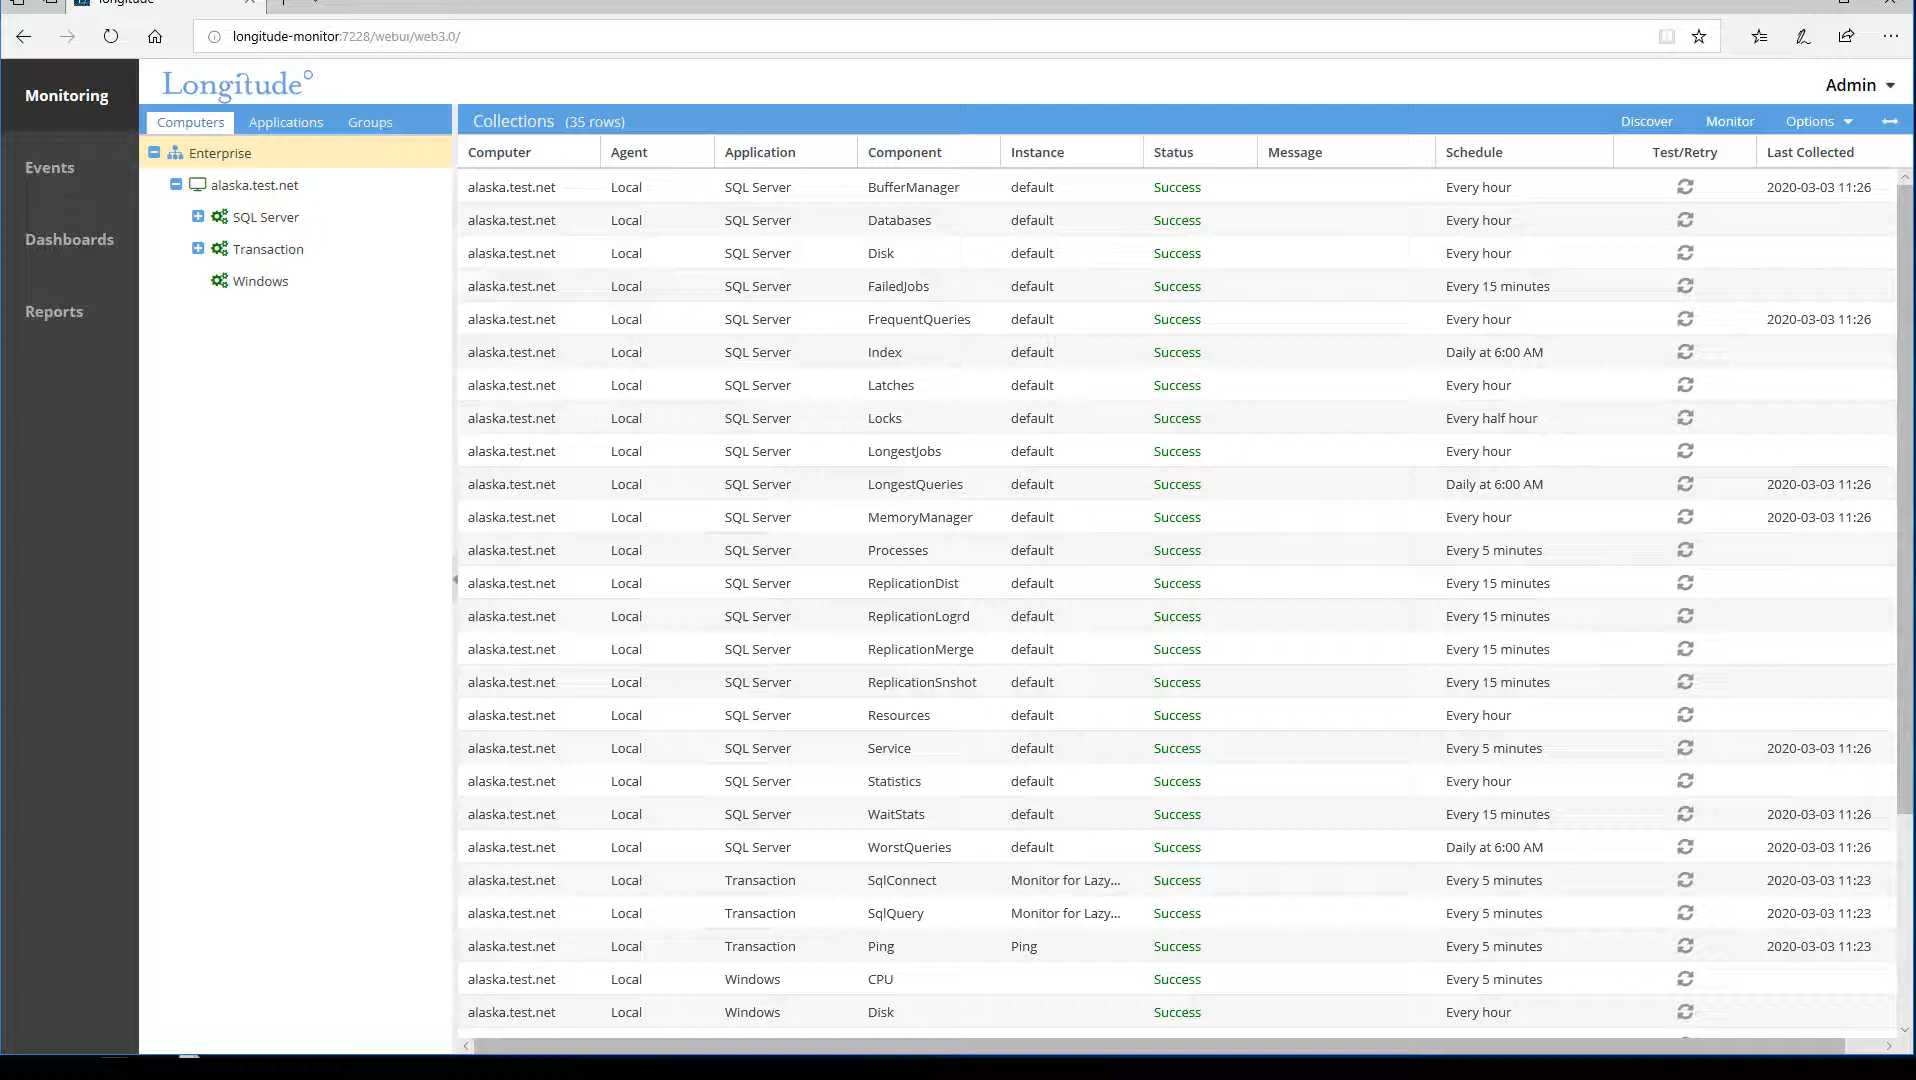 longitude
longitude-monitor:7228/webui/web3.0/
Monitoring
Events
Dashboards
Reports
Longitude°
Admin
Computers Applications Groups
Enterprise
alaska.test.net
SQL Server
Transaction
Windows
Collections (35 rows) Discover Monitor Options
Computer Agent Application Component Instance Status Message Schedule Test/Retry Last Collected
alaska.test.net Local SQL Server BufferManager default Success Every hour 2020-03-03 11:26
alaska.test.net Local SQL Server Databases default Success Every hour
alaska.test.net Local SQL Server Disk default Success Every hour
alaska.test.net Local SQL Server FailedJobs default Success Every 15 minutes
alaska.test.net Local SQL Server FrequentQueries default Success Every hour 2020-03-03 11:26
alaska.test.net Local SQL Server Index default Success Daily at 6:00 AM
alaska.test.net Local SQL Server Latches default Success Every hour
alaska.test.net Local SQL Server Locks default Success Every half hour
alaska.test.net Local SQL Server LongestJobs default Success Every hour
alaska.test.net Local SQL Server LongestQueries default Success Daily at 6:00 AM 2020-03-03 11:26
alaska.test.net Local SQL Server MemoryManager default Success Every hour 2020-03-03 11:26
alaska.test.net Local SQL Server Processes default Success Every 5 minutes
alaska.test.net Local SQL Server ReplicationDist default Success Every 15 minutes
alaska.test.net Local SQL Server ReplicationLogrd default Success Every 15 minutes
alaska.test.net Local SQL Server ReplicationMerge default Success Every 15 minutes
alaska.test.net Local SQL Server ReplicationSnshot default Success Every 15 minutes
alaska.test.net Local SQL Server Resources default Success Every hour
alaska.test.net Local SQL Server Service default Success Every 5 minutes 2020-03-03 11:26
alaska.test.net Local SQL Server Statistics default Success Every hour
alaska.test.net Local SQL Server WaitStats default Success Every 15 minutes 2020-03-03 11:26
alaska.test.net Local SQL Server WorstQueries default Success Daily at 6:00 AM 2020-03-03 11:26
alaska.test.net Local Transaction SqlConnect Monitor for Lazy... Success Every 5 minutes 2020-03-03 11:23
alaska.test.net Local Transaction SqlQuery Monitor for Lazy... Success Every 5 minutes 2020-03-03 11:23
alaska.test.net Local Transaction Ping Ping Success Every 5 minutes 2020-03-03 11:23
alaska.test.net Local Windows CPU Success Every 5 minutes
alaska.test.net Local Windows Disk Success Every hour